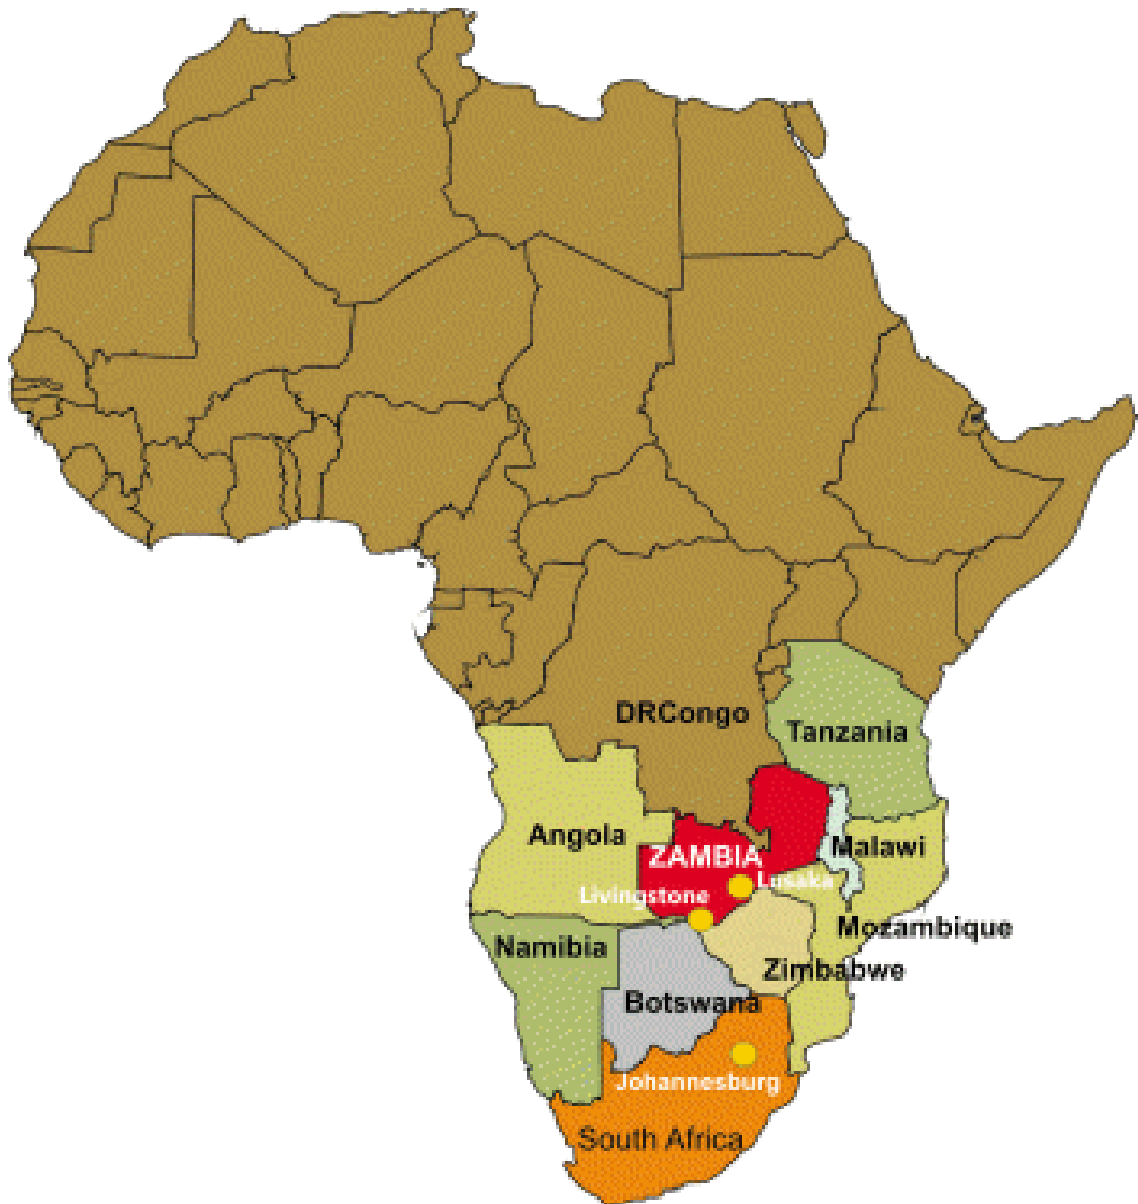 DRCongo
Tanzania
Angola
Malawi
ZAMBIA
Lusaka
Livingstone
Mozambique
Namibia
Zimbabwe
Botswana
Johannesburg
South Africa